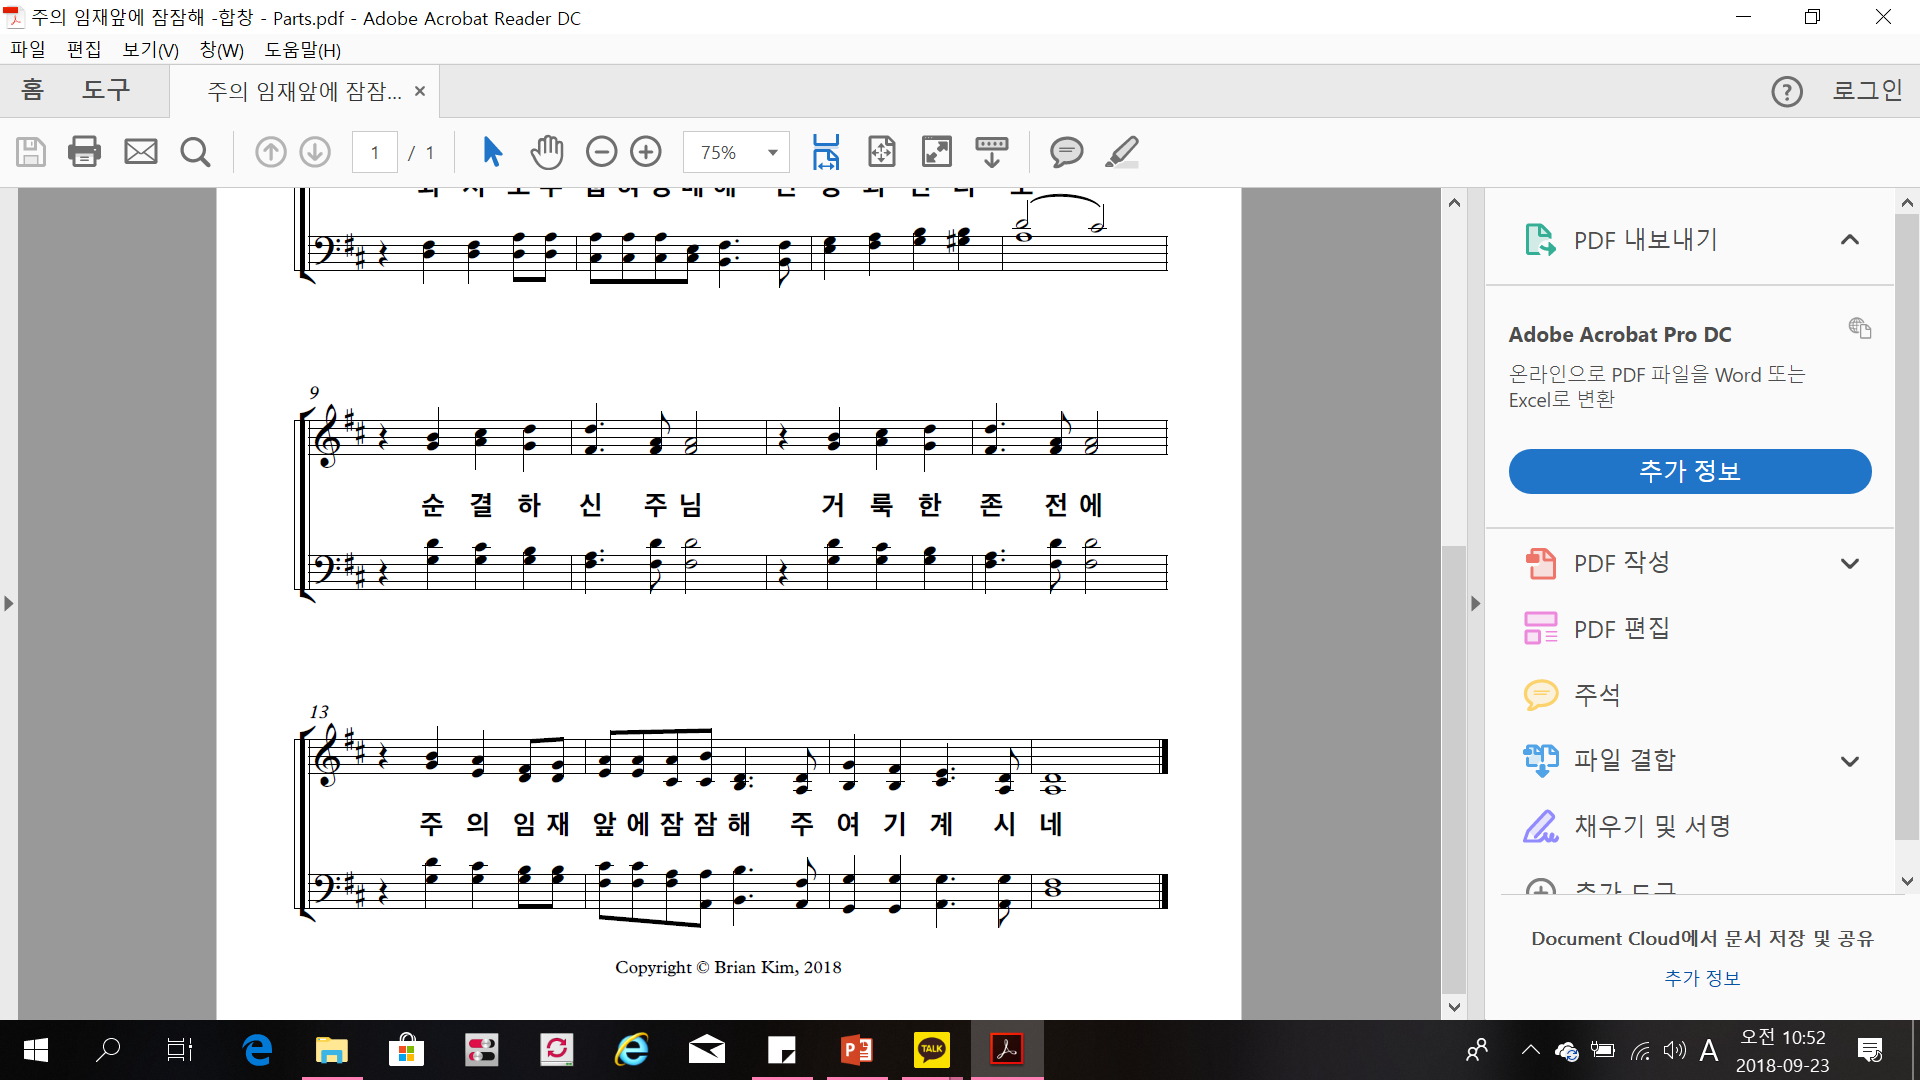 주의 임재앞에 잠잠해 -합창 - Parts.pdf - Adobe Acrobat Reader DC
파일 편집 보기(V) 창(W) 도움말(H)
홈 도구 주의 임재앞에 잠잠... × ? 로그인
1 / 1 75%
PDF 내보내기
Adobe Acrobat Pro DC
온라인으로 PDF 파일을 Word 또는
Excel로 변환
추가 정보
PDF 작성
PDF 편집
주석
파일 결합
채우기 및 서명
추가 도구
Document Cloud에서 문서 저장 및 공유
추가 정보
9
순 결 하 신 주 님 거 룩 한 존 전 에
13
주 의 임 재 앞 에 잠 잠 해 주 여 기 계 시 네
Copyright © Brian Kim, 2018
TALK
A
오전 10:52
2018-09-23